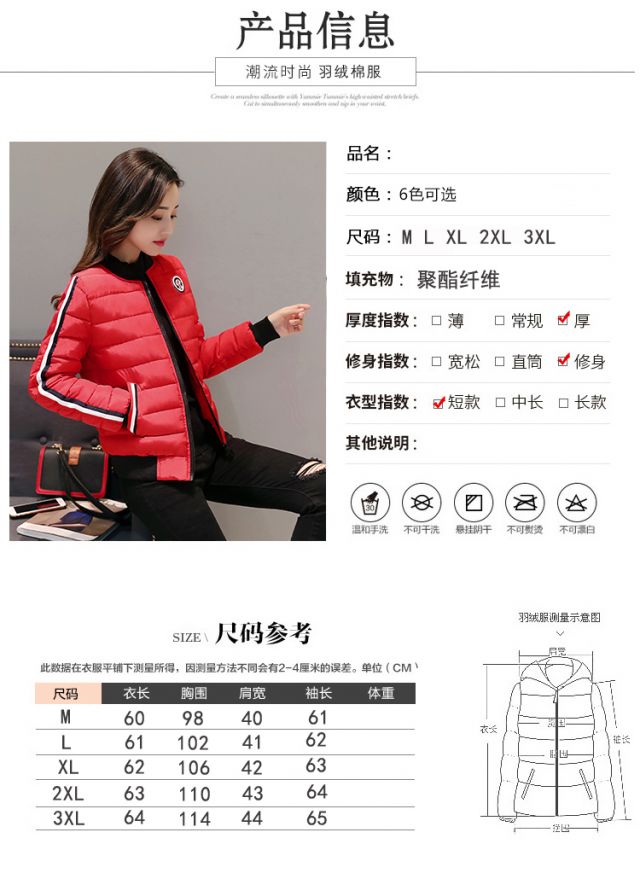 产品信息
潮流时尚 羽绒棉服
Create a seamless silhouette with Yummie Tummie's high waisted stretch briefs.
Cut to simultaneously smoothen and nip in your waist.
品名：
颜色：6色可选
尺码：M L XL 2XL 3XL
填充物：聚酯纤维
厚度指数：□ 薄 □ 常规 ☑ 厚
修身指数：□ 宽松 □ 直筒 ☑ 修身
衣型指数：☑ 短款 □ 中长 □ 长款
其他说明：
30
温和手洗 不可干洗 悬挂阴干 不可熨烫 不可漂白
SIZE \ 尺码参考
此数据在衣服平铺下测量所得，因测量方法不同会有2-4厘米的误差。单位（CM \
尺码 衣长 胸围 肩宽 袖长 体重
M 60 98 40 61
L 61 102 41 62
XL 62 106 42 63
2XL 63 110 43 64
3XL 64 114 44 65
羽绒服测量示意图
肩宽
衣长
胸围
袖长
腰围